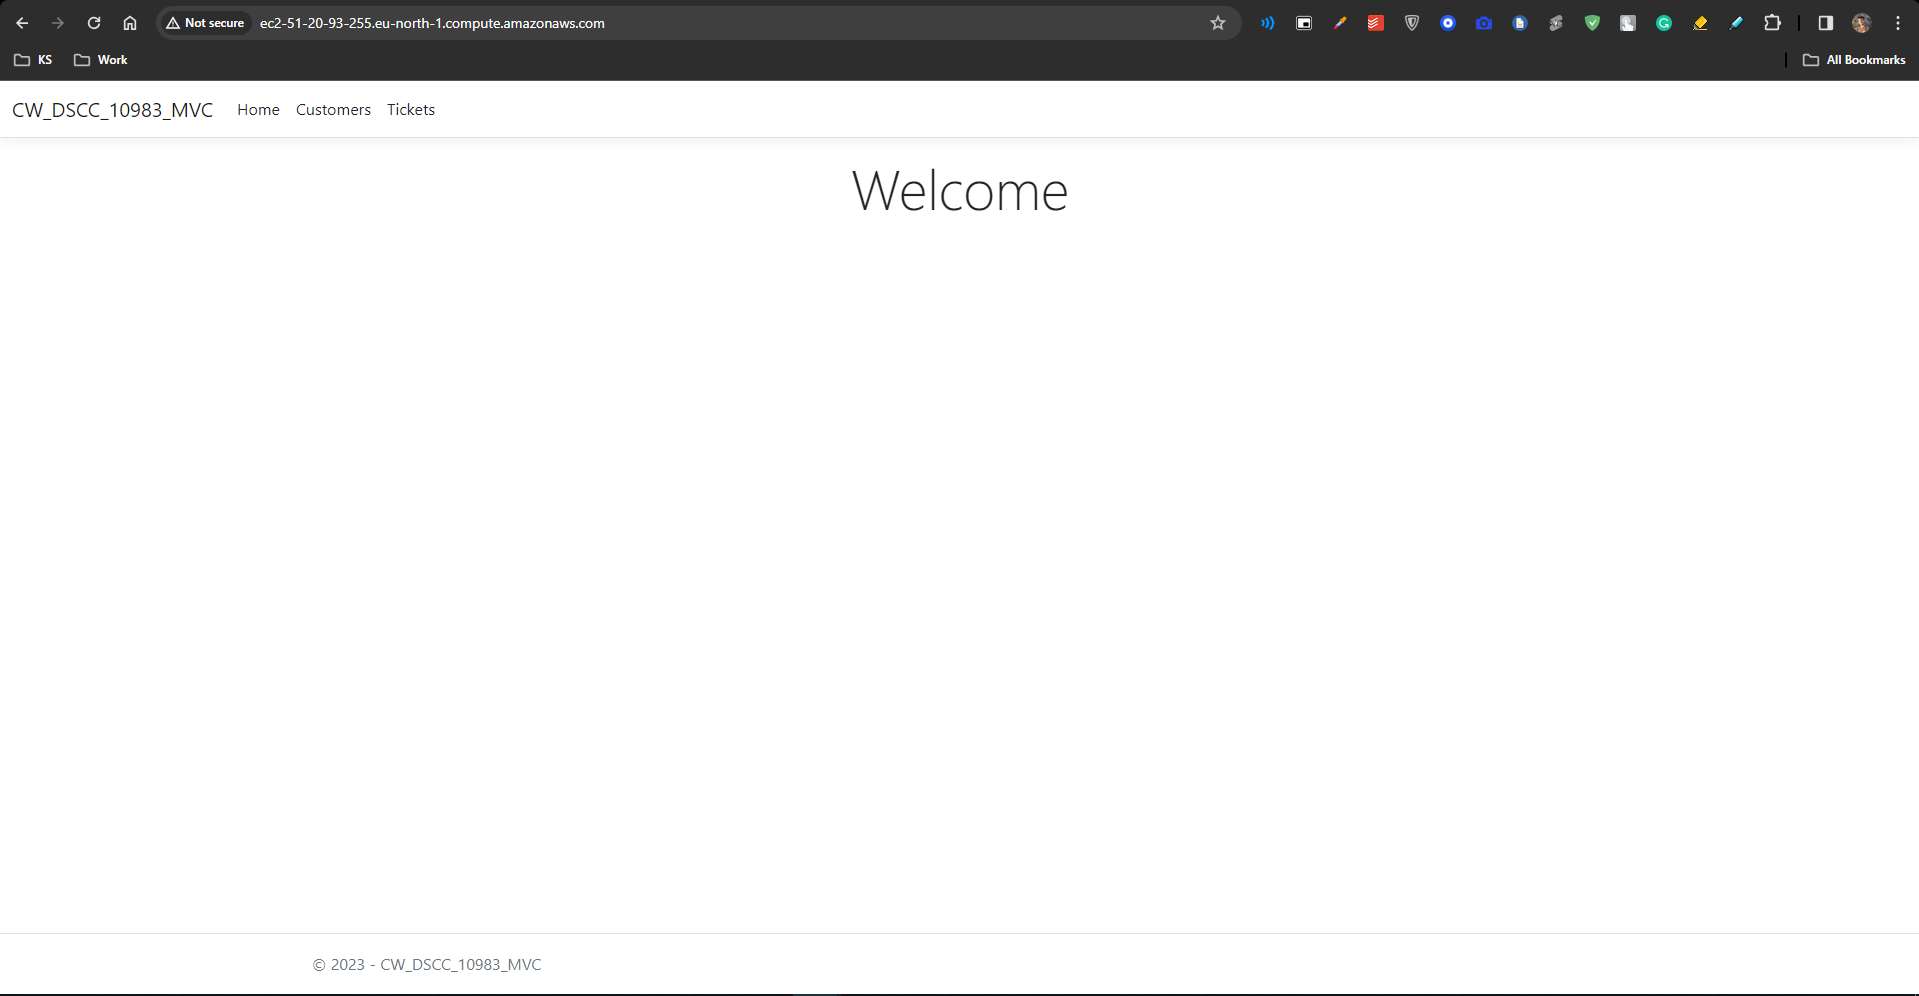 Not secure ec2-51-20-93-255.eu-north-1.compute.amazonaws.com
KS Work All Bookmarks
CW_DSCC_10983_MVC Home Customers Tickets
Welcome
© 2023 - CW_DSCC_10983_MVC